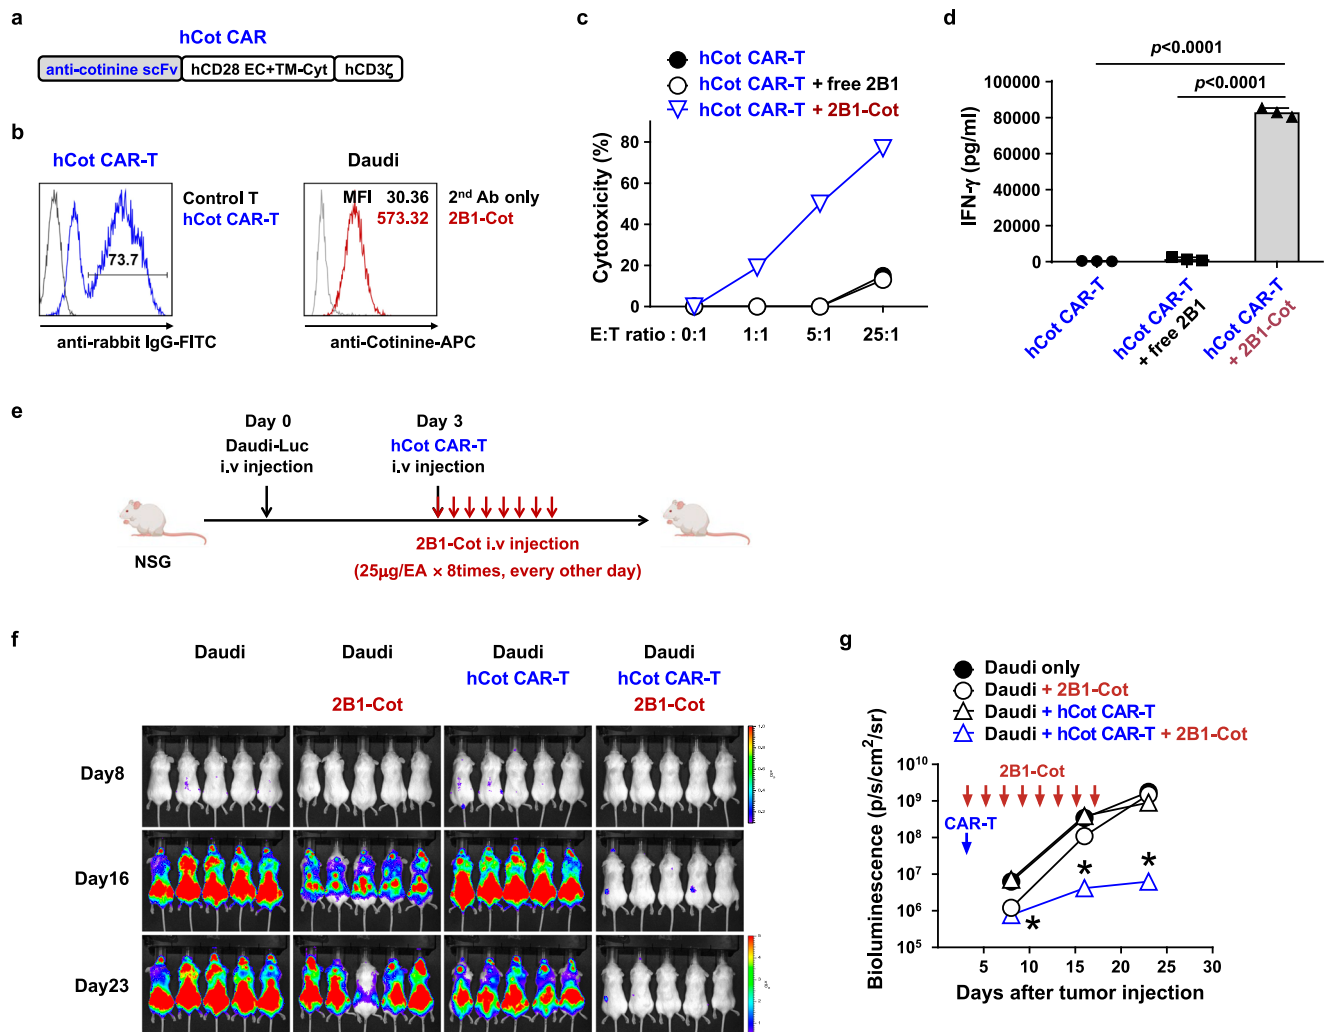 a
hCot CAR
anti-cotinine scFv
hCD28 EC+TM-Cyt
hCD3ζ
b
hCot CAR-T
73.7
anti-rabbit IgG-FITC
Control T
hCot CAR-T
Daudi
MFI 30.36
573.32
2nd Ab only
2B1-Cot
anti-Cotinine-APC
c
hCot CAR-T
hCot CAR-T + free 2B1
hCot CAR-T + 2B1-Cot
Cytotoxicity (%)
80
60
40
20
0
E:T ratio : 0:1 1:1 5:1 25:1
d
p<0.0001
p<0.0001
IFN-γ (pg/ml)
100000
80000
60000
40000
20000
0
hCot CAR-T
hCot CAR-T
+ free 2B1
hCot CAR-T
+ 2B1-Cot
e
Day 0
Daudi-Luc
i.v injection
Day 3
hCot CAR-T
i.v injection
NSG
2B1-Cot i.v injection
(25μg/EA × 8times, every other day)
f
Daudi
Daudi
2B1-Cot
Daudi
hCot CAR-T
Daudi
hCot CAR-T
2B1-Cot
Day8
Day16
Day23
g
Daudi only
Daudi + 2B1-Cot
Daudi + hCot CAR-T
Daudi + hCot CAR-T + 2B1-Cot
Bioluminescence (p/s/cm2/sr)
10^10
10^9
10^8
10^7
10^6
10^5
2B1-Cot
CAR-T
*
*
*
5 10 15 20 25 30
Days after tumor injection